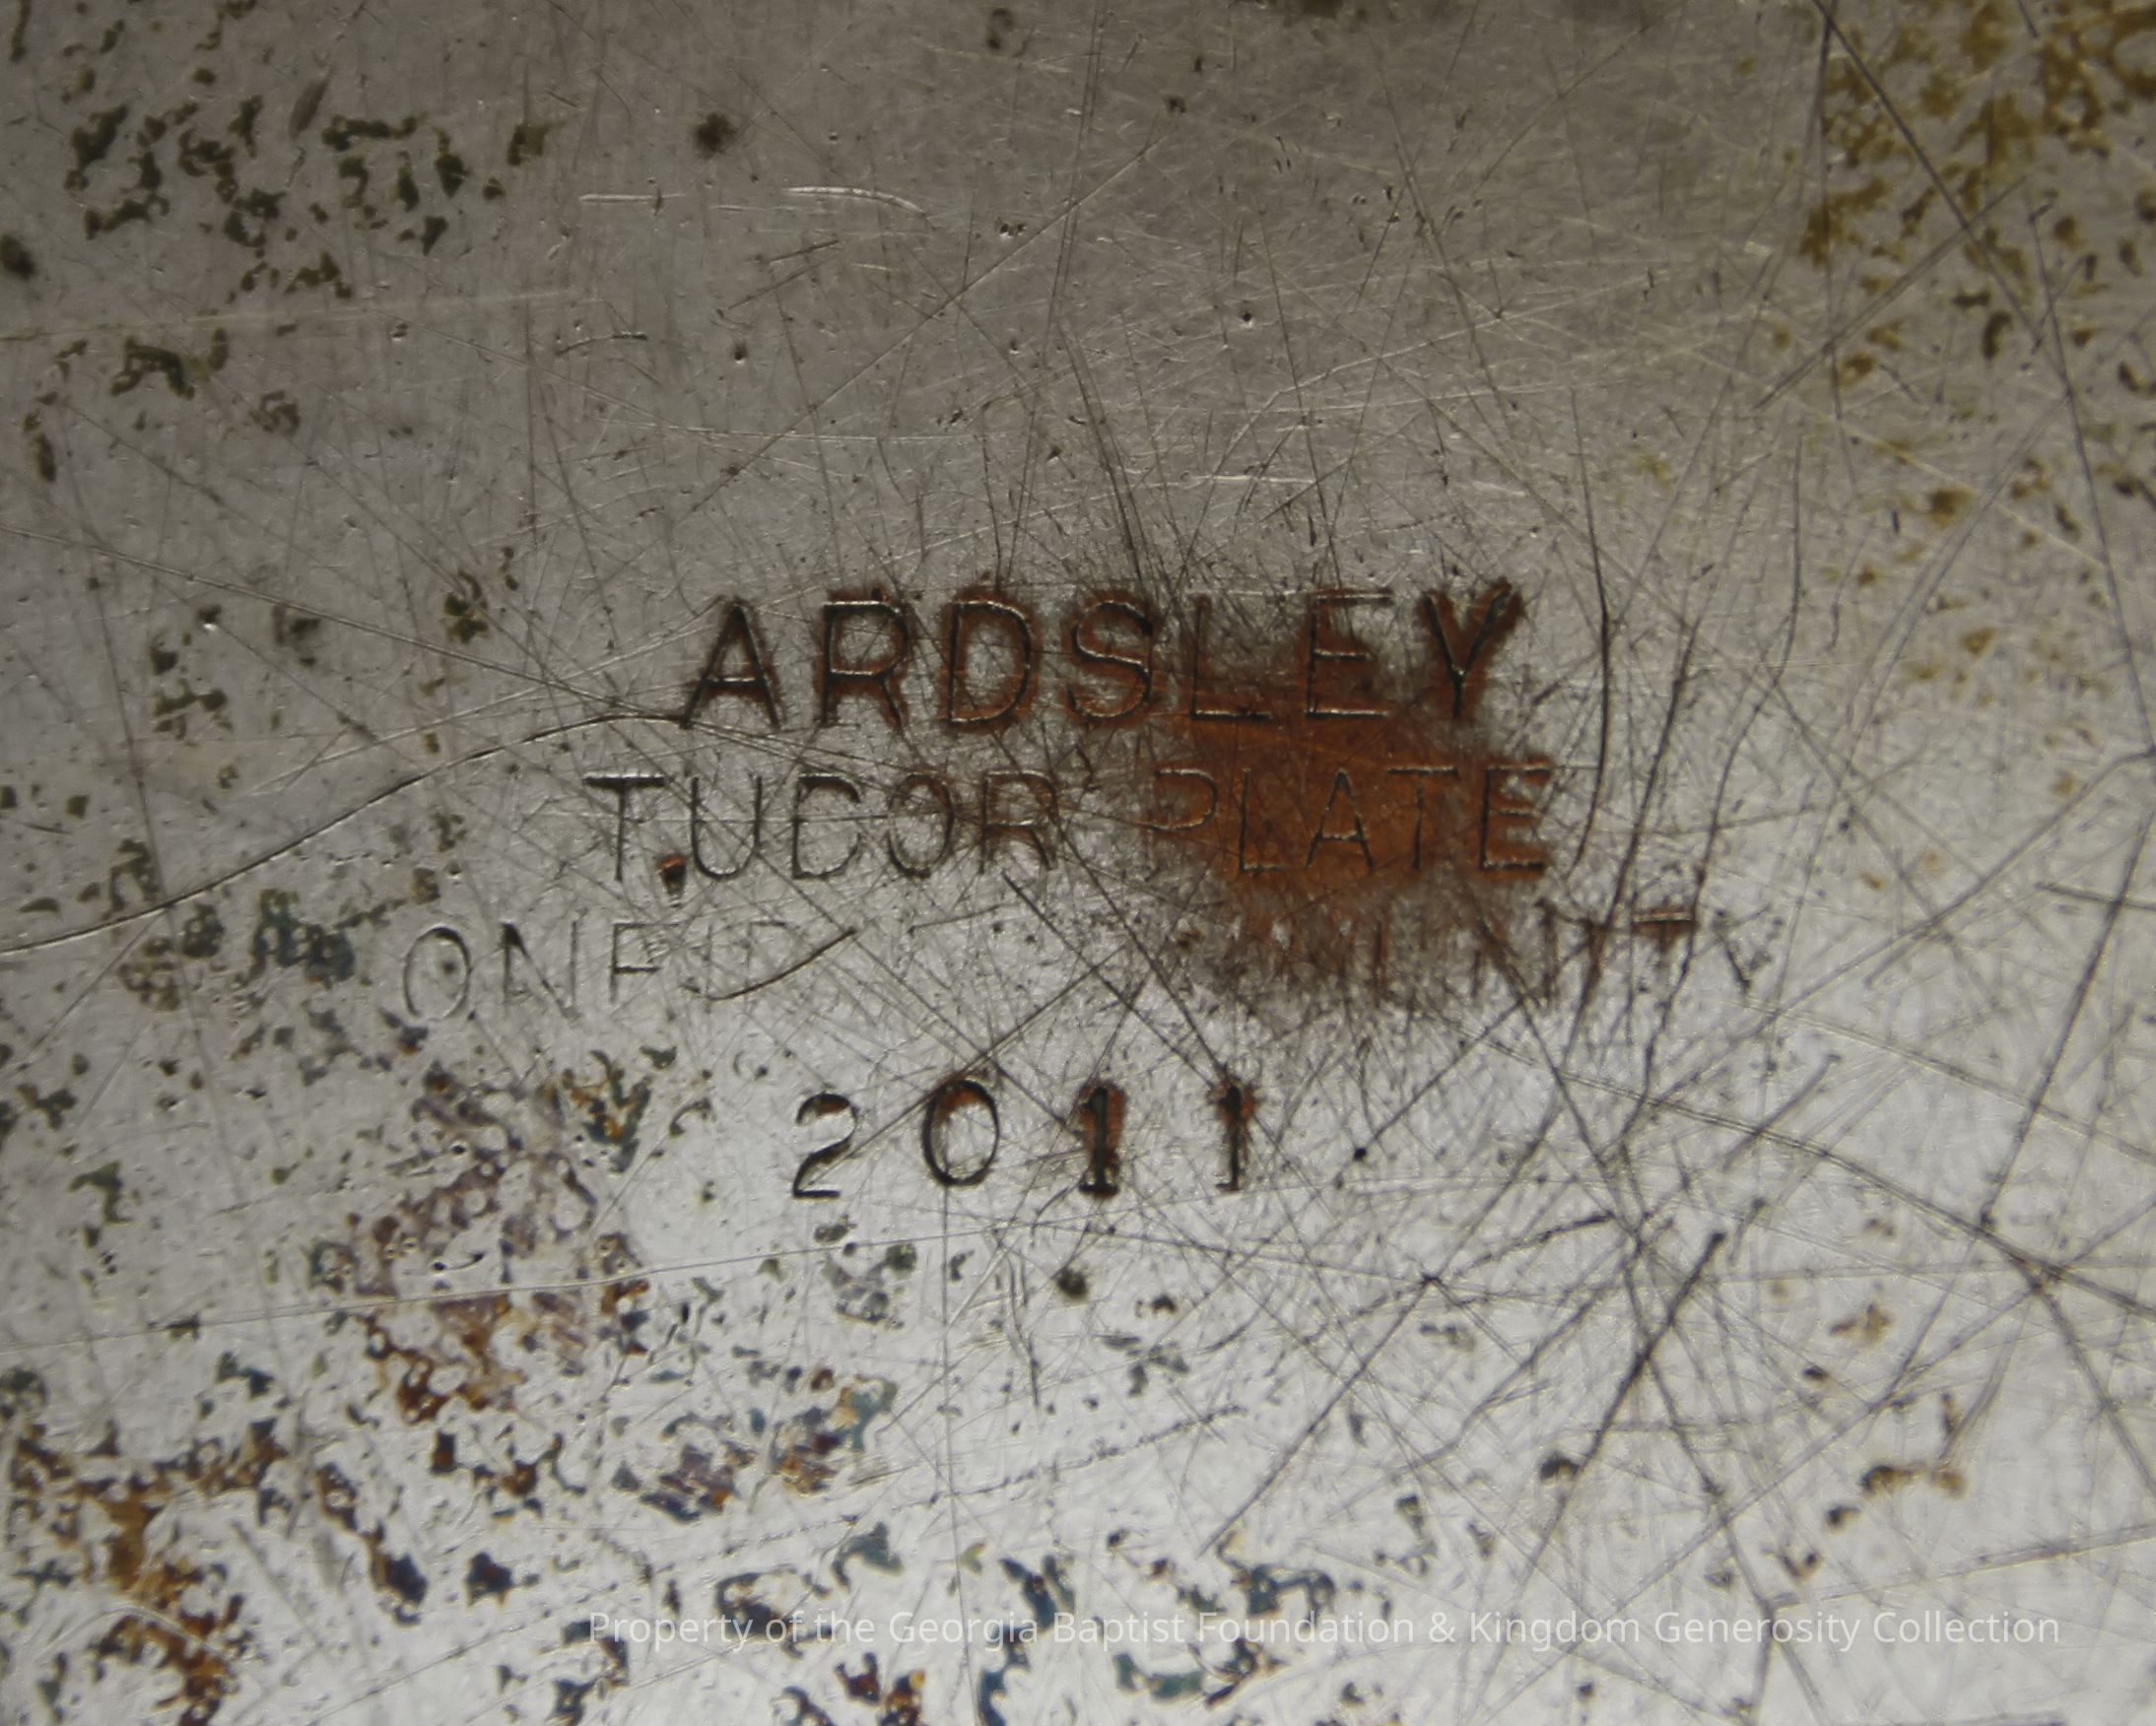 ARDSLEY
TUDOR PLATE
2011
Property of the Georgia Baptist Foundation & Kingdom Generosity Collection